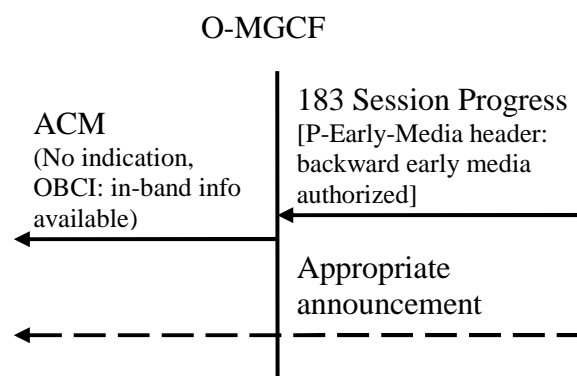 O-MGCF
183 Session Progress
[P-Early-Media header:
backward early media
authorized]
ACM
(No indication,
OBCI: in-band info
available)
Appropriate
announcement